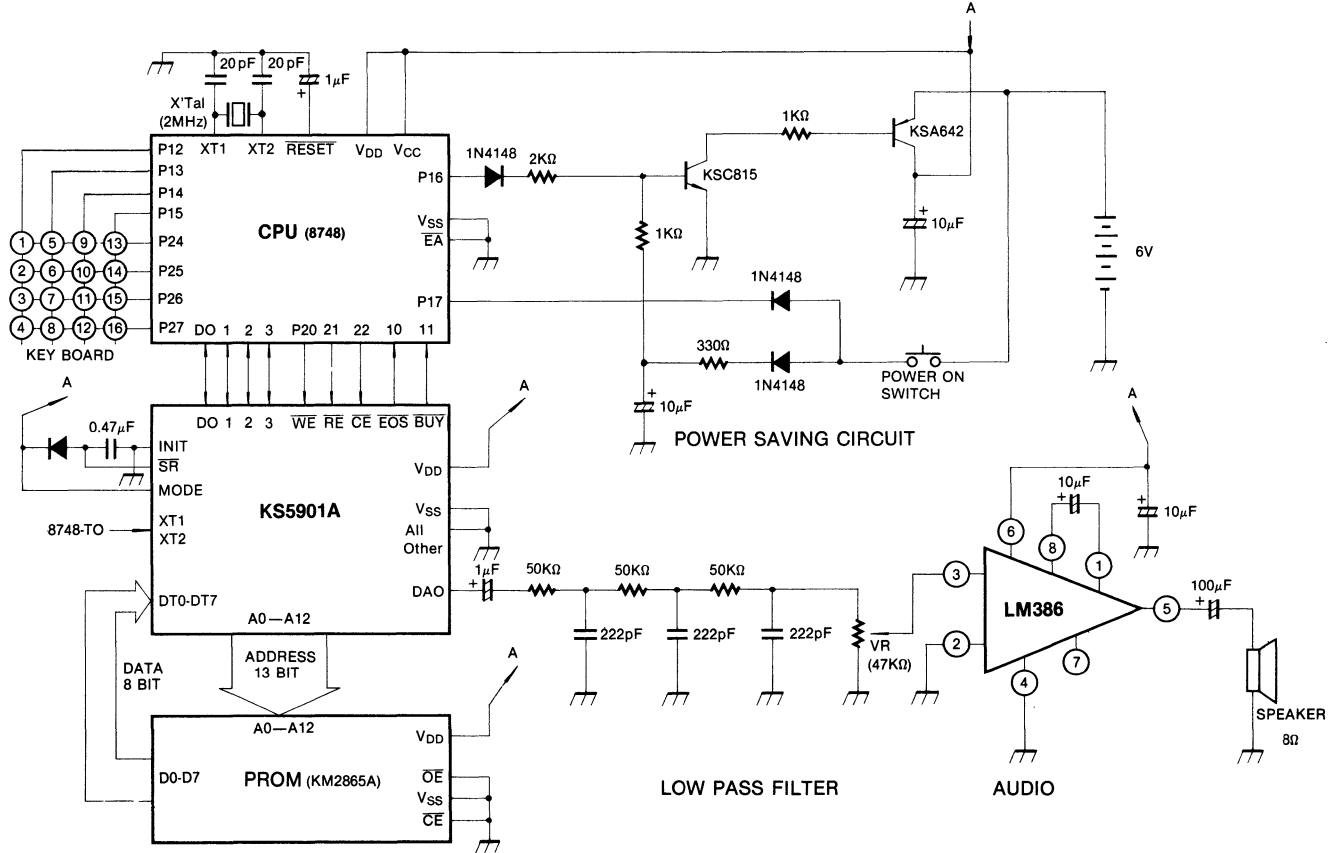 A
20pF 20pF 1μF
+
X'Tal
(2MHz)
P12 XT1 XT2 RESET VDD VCC
P13
P14
P15
CPU (8748)
P16
VSS
EA
P17
1 5 9 13 P24
2 6 10 14 P25
3 7 11 15 P26
4 8 12 16 P27
DO 1 2 3 P20 21 22 10 11
KEY BOARD
1N4148 2KΩ
KSC815
1KΩ
KSA642
1KΩ
+
10μF
6V
1N4148
330Ω
1N4148
POWER ON
SWITCH
+
10μF
POWER SAVING CIRCUIT
A
0.47μF
DO 1 2 3 WE RE CE EOS BUY
A
INIT
SR
MODE
VDD
KS5901A
VSS
All
Other
8748-TO
XT1
XT2
DT0-DT7
DAO
A0—A12
DATA
8 BIT
ADDRESS
13 BIT
A
A0—A12
VDD
D0-D7
PROM (KM2865A)
OE
VSS
CE
1μF
+
50KΩ 50KΩ 50KΩ
222pF 222pF 222pF
VR
(47KΩ)
LOW PASS FILTER
A
10μF
+
+
10μF
6
8
1
3
LM386
5
2
7
4
100μF
+
SPEAKER
8Ω
AUDIO